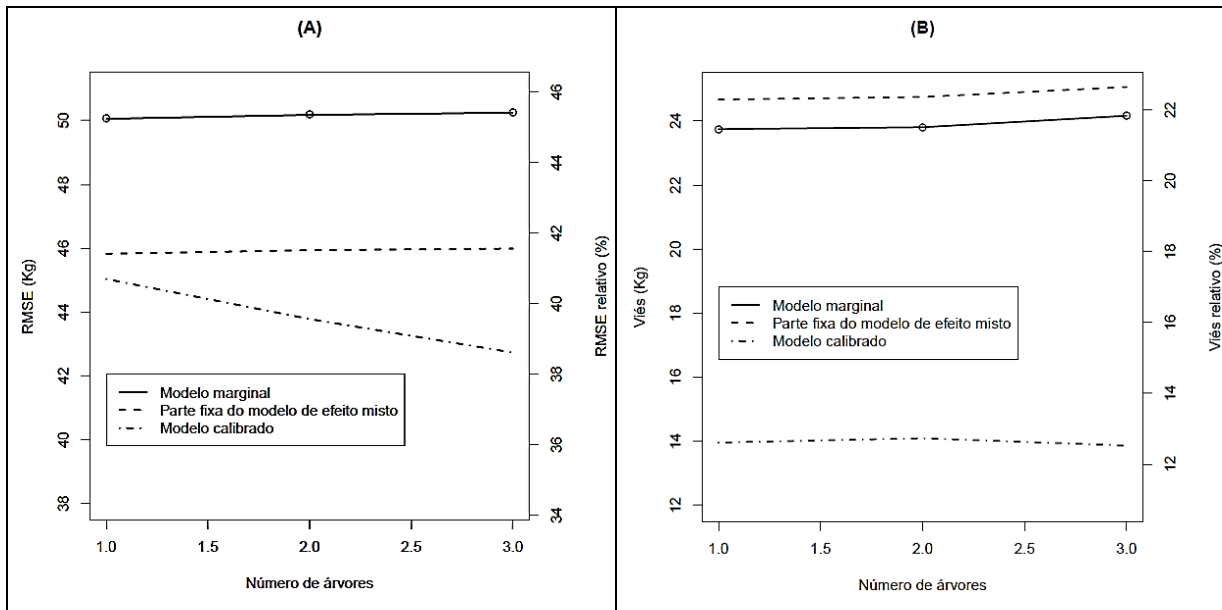 (A)
50
48
46
44
42
40
38
RMSE (Kg)
46
44
42
40
38
36
34
RMSE relativo (%)
Modelo marginal
Parte fixa do modelo de efeito misto
Modelo calibrado
1.0 1.5 2.0 2.5 3.0
Número de árvores
(B)
24
22
20
18
16
14
12
Viés (Kg)
22
20
18
16
14
12
Viés relativo (%)
Modelo marginal
Parte fixa do modelo de efeito misto
Modelo calibrado
1.0 1.5 2.0 2.5 3.0
Número de árvores